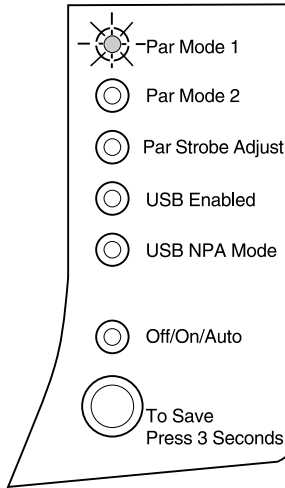 Par Mode 1
Par Mode 2
Par Strobe Adjust
USB Enabled
USB NPA Mode
Off/On/Auto
To Save
Press 3 Seconds